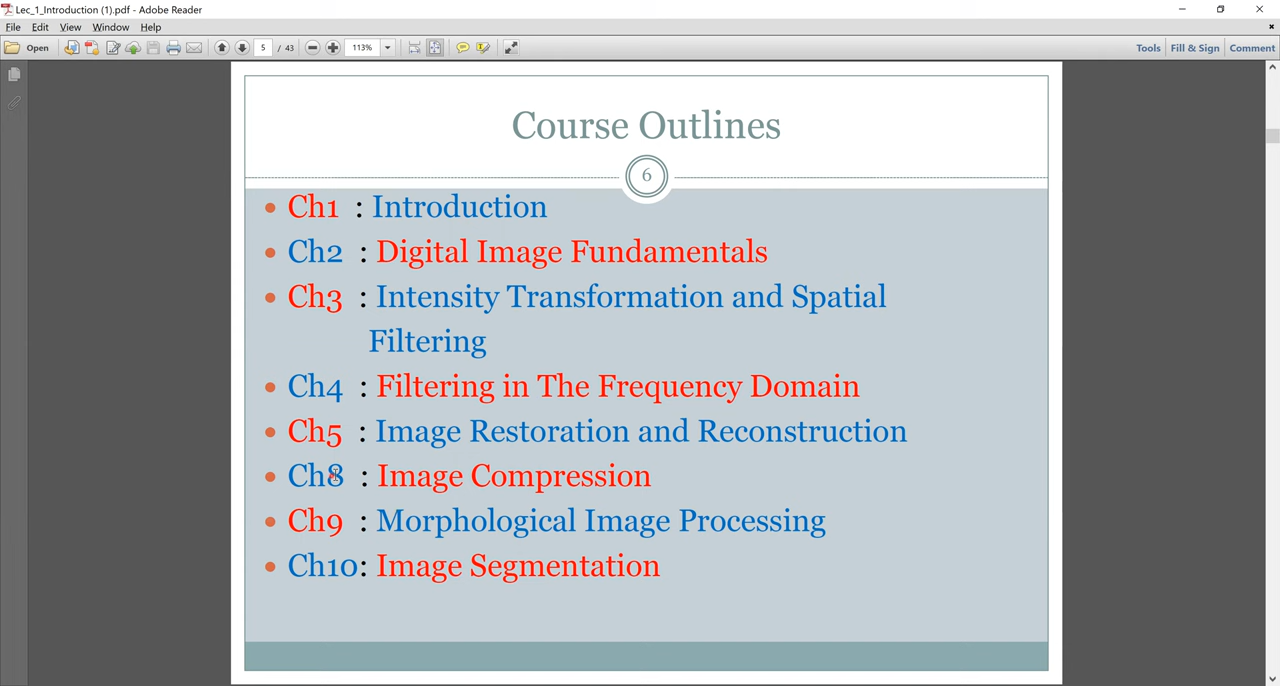 Lec_1_Introduction (1).pdf - Adobe Reader
File Edit View Window Help
Open 5 / 43 113% Tools Fill & Sign Comment
Course Outlines
6
• Ch1 : Introduction
• Ch2 : Digital Image Fundamentals
• Ch3 : Intensity Transformation and Spatial
Filtering
• Ch4 : Filtering in The Frequency Domain
• Ch5 : Image Restoration and Reconstruction
• Ch8 : Image Compression
• Ch9 : Morphological Image Processing
• Ch10: Image Segmentation